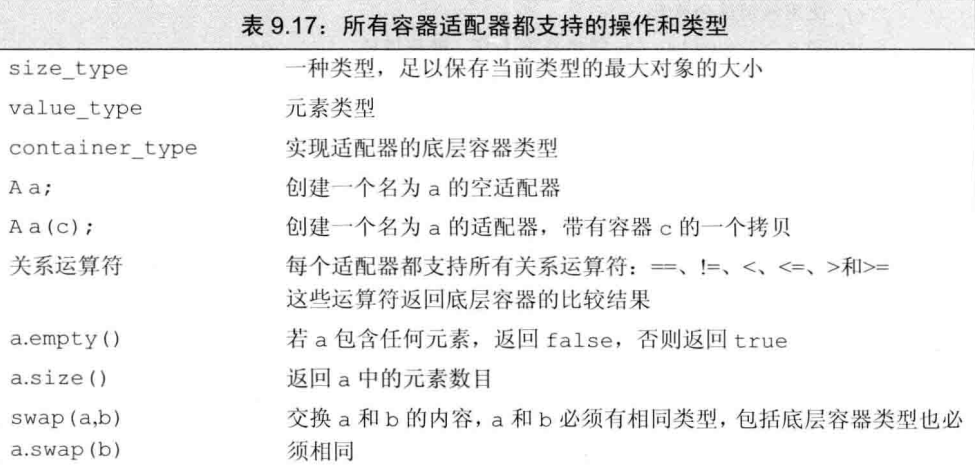 表 9.17：所有容器适配器都支持的操作和类型
size_type 一种类型，足以保存当前类型的最大对象的大小
value_type 元素类型
container_type 实现适配器的底层容器类型
A a; 创建一个名为 a 的空适配器
A a(c); 创建一个名为 a 的适配器，带有容器 c 的一个拷贝
关系运算符 每个适配器都支持所有关系运算符：==、!=、<、<=、>和>=
这些运算符返回底层容器的比较结果
a.empty() 若 a 包含任何元素，返回 false，否则返回 true
a.size() 返回 a 中的元素数目
swap(a,b) 交换 a 和 b 的内容，a 和 b 必须有相同类型，包括底层容器类型也必
a.swap(b) 须相同